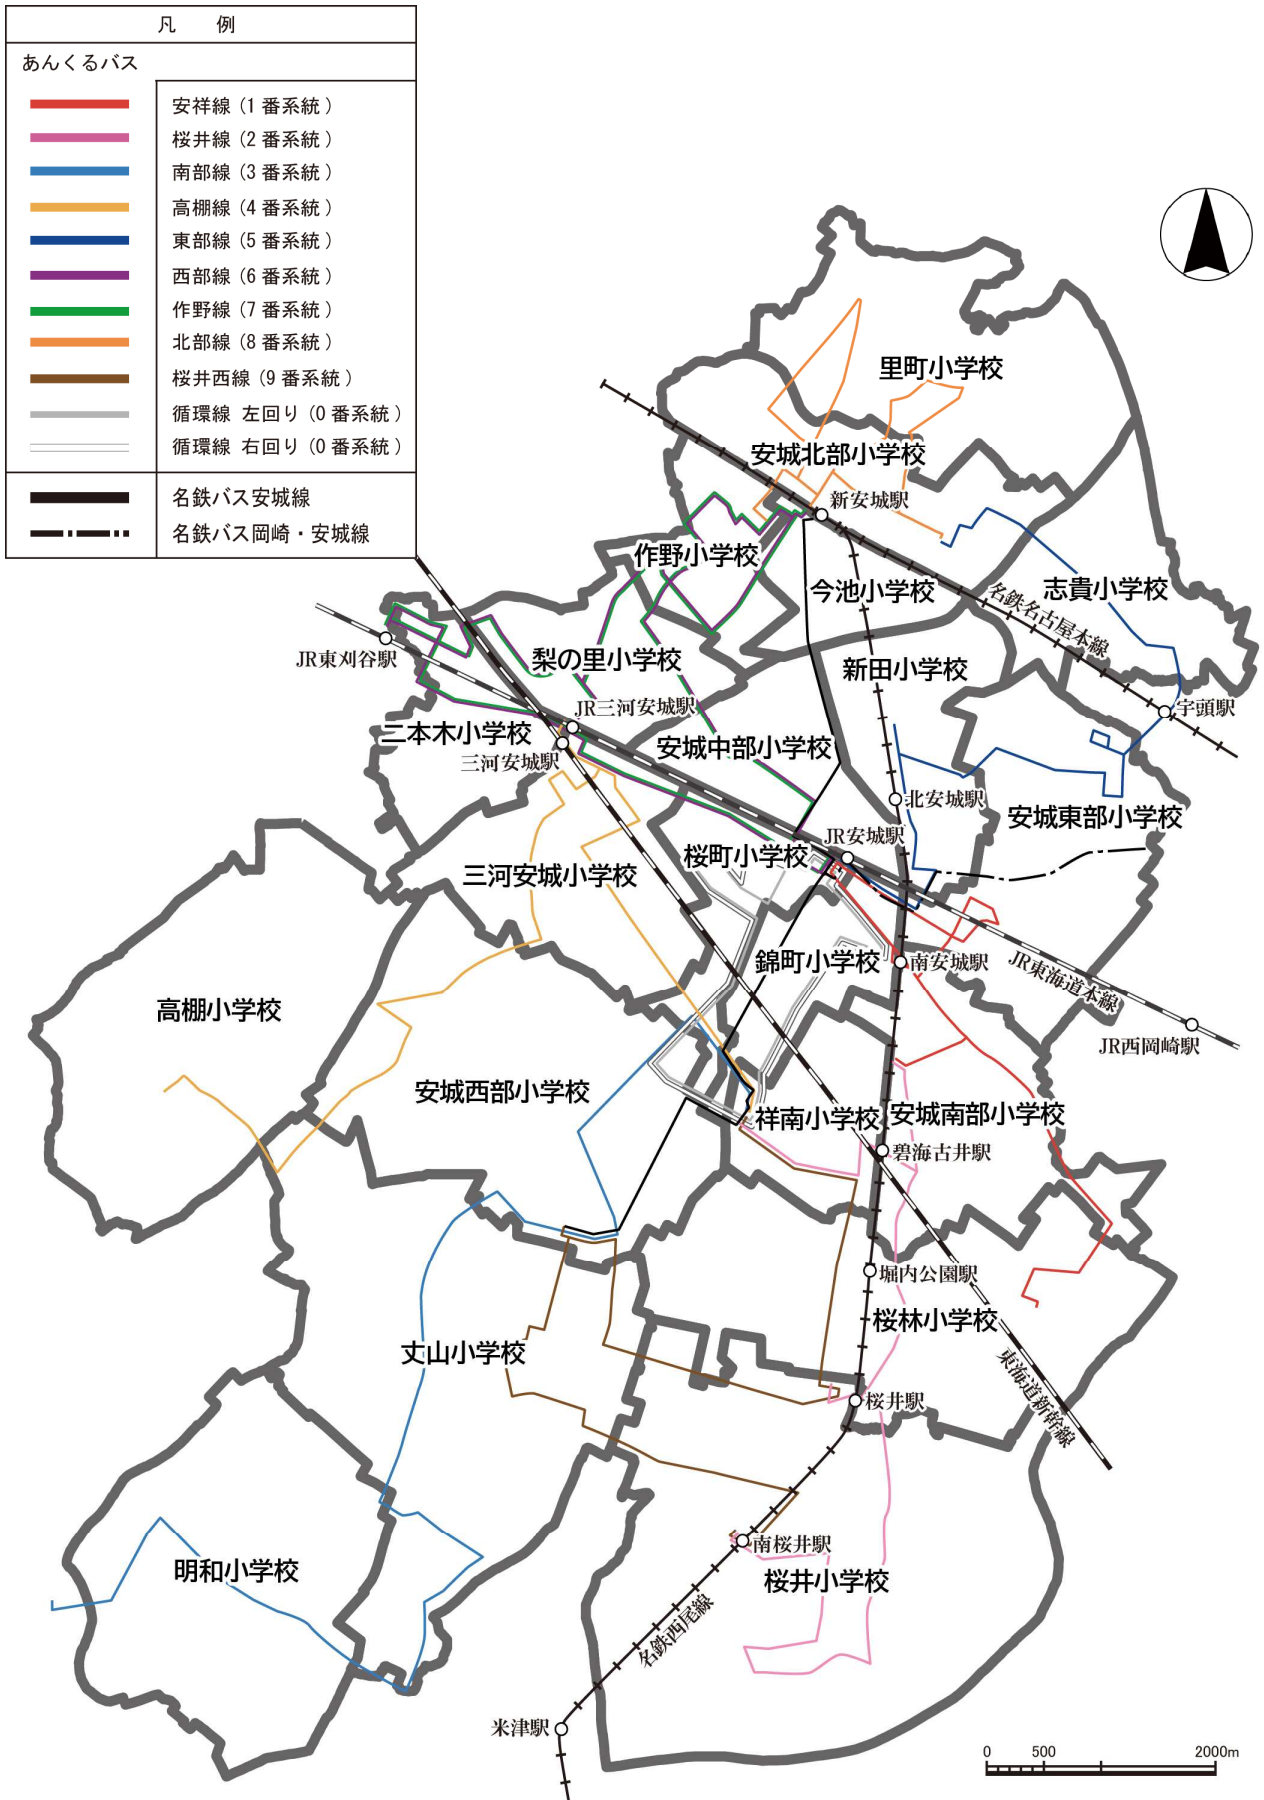 凡 例
あんくるバス
安祥線 (1 番系統 )
桜井線 (2 番系統 )
南部線 (3 番系統 )
高棚線 (4 番系統 )
東部線 (5 番系統 )
西部線 (6 番系統 )
作野線 (7 番系統 )
北部線 (8 番系統 )
桜井西線 (9 番系統 )
循環線 左回り (0 番系統 )
循環線 右回り (0 番系統 )
名鉄バス安城線
名鉄バス岡崎・安城線
里町小学校
安城北部小学校
新安城駅
作野小学校
今池小学校
志貴小学校
名鉄名古屋本線
JR東刈谷駅
梨の里小学校
新田小学校
宇頭駅
JR三河安城駅
二本木小学校
三河安城駅
安城中部小学校
北安城駅
安城東部小学校
JR安城駅
桜町小学校
三河安城小学校
錦町小学校
南安城駅
JR東海道本線
高棚小学校
JR西岡崎駅
安城西部小学校
祥南小学校
安城南部小学校
碧海古井駅
堀内公園駅
桜林小学校
丈山小学校
東海道新幹線
桜井駅
南桜井駅
明和小学校
桜井小学校
名鉄西尾線
米津駅
0 500 2000m